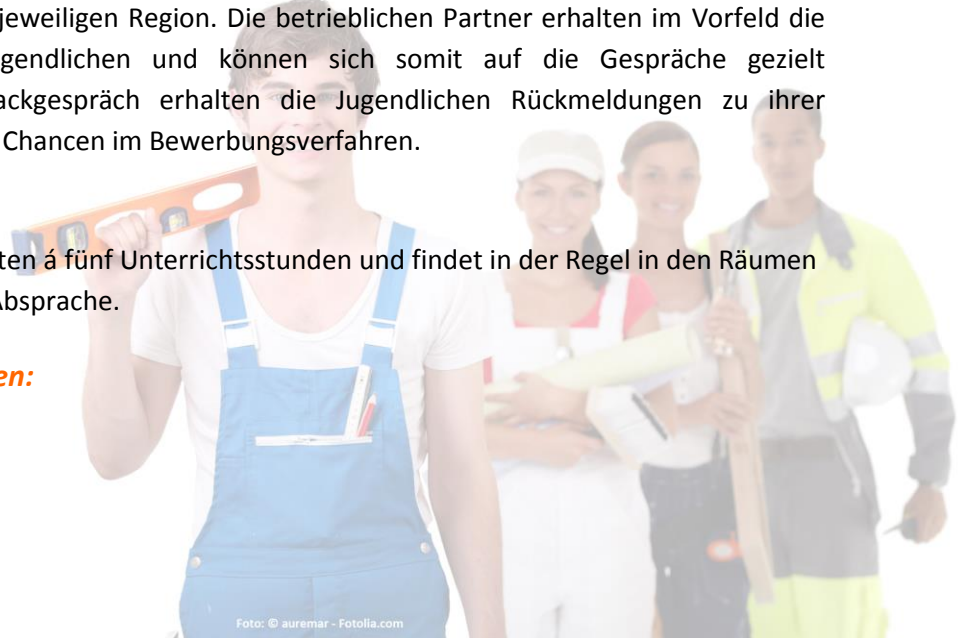 jeweiligen Region. Die betrieblichen Partner erhalten im Vorfeld die
gendlichen und können sich somit auf die Gespräche gezielt
ackgespräch erhalten die Jugendlichen Rückmeldungen zu ihrer
Chancen im Bewerbungsverfahren.
ten á fünf Unterrichtsstunden und findet in der Regel in den Räumen
Absprache.
en:
Foto: © auremar - Fotolia.com